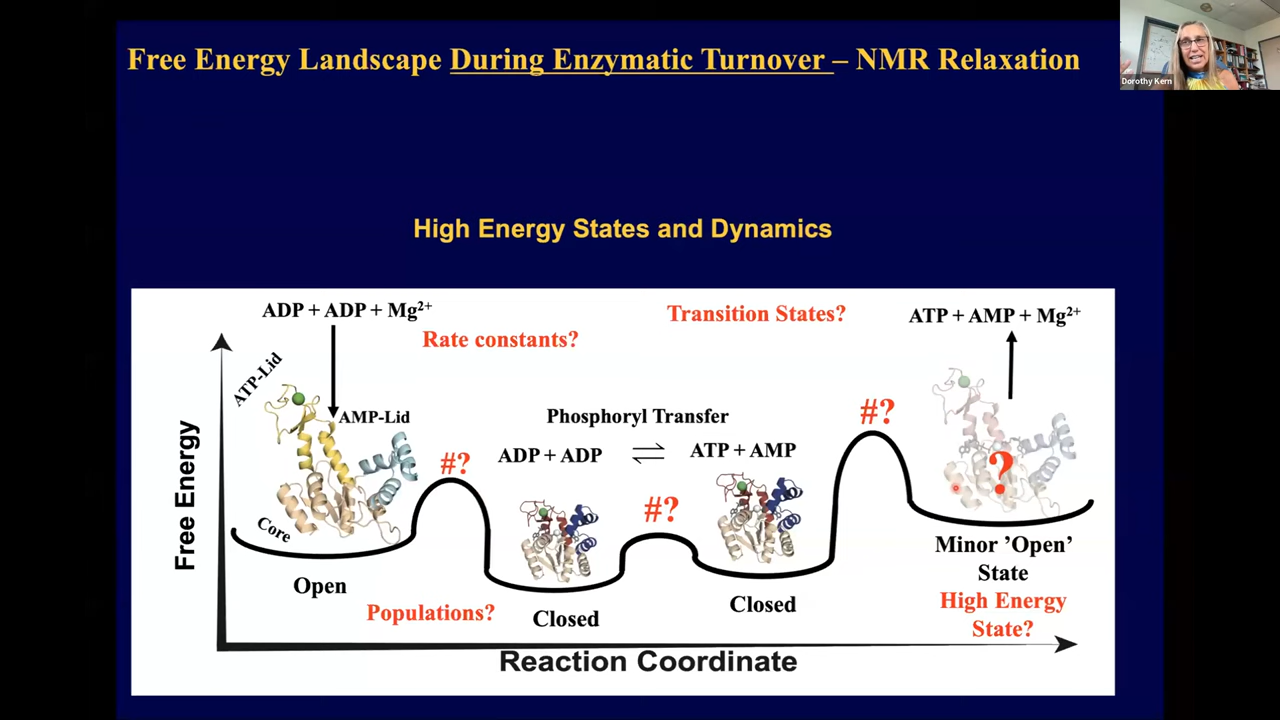 Free Energy Landscape During Enzymatic Turnover – NMR Relaxation
Dorothy Kern
High Energy States and Dynamics
ADP + ADP + Mg²⁺
Transition States?
ATP + AMP + Mg²⁺
Rate constants?
ATP-Lid
AMP-Lid
Phosphoryl Transfer
#?
#?
ADP + ADP ⇌ ATP + AMP
#?
?
Free Energy
Core
Open
Populations?
Closed
Closed
Minor ’Open’
State
High Energy
State?
Reaction Coordinate